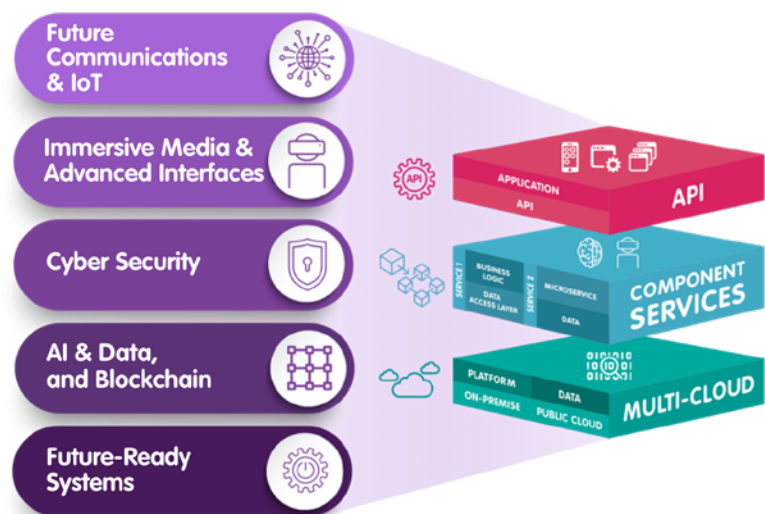 Future
Communications
& IoT
Immersive Media &
Advanced Interfaces
Cyber Security
AI & Data,
and Blockchain
Future-Ready
Systems
API
APPLICATION
API
API
SERVICE 1
BUSINESS
LOGIC
DATA
ACCESS LAYER
SERVICE 2
MICROSERVICE
DATA
COMPONENT
SERVICES
PLATFORM
DATA
ON-PREMISE
PUBLIC CLOUD
MULTI-CLOUD